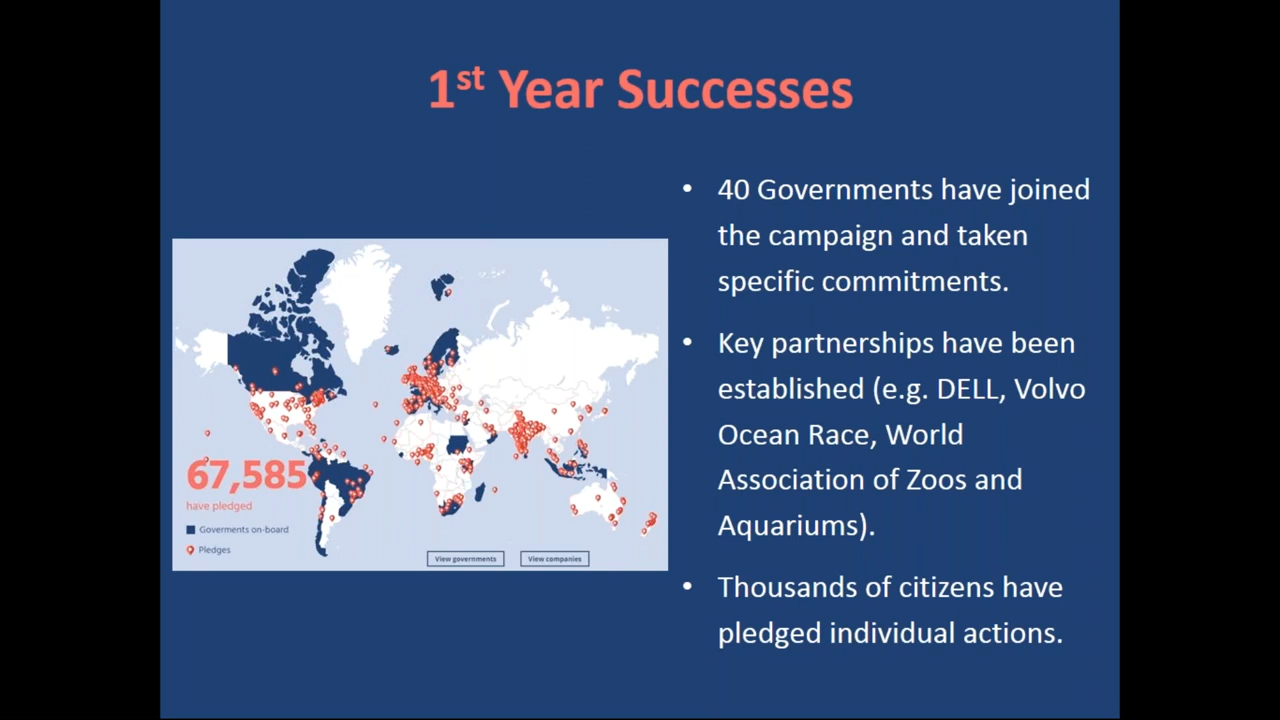 1st Year Successes
67,585
have pledged
Goverments on-board
Pledges
View governments
View companies
• 40 Governments have joined
the campaign and taken
specific commitments.
• Key partnerships have been
established (e.g. DELL, Volvo
Ocean Race, World
Association of Zoos and
Aquariums).
• Thousands of citizens have
pledged individual actions.